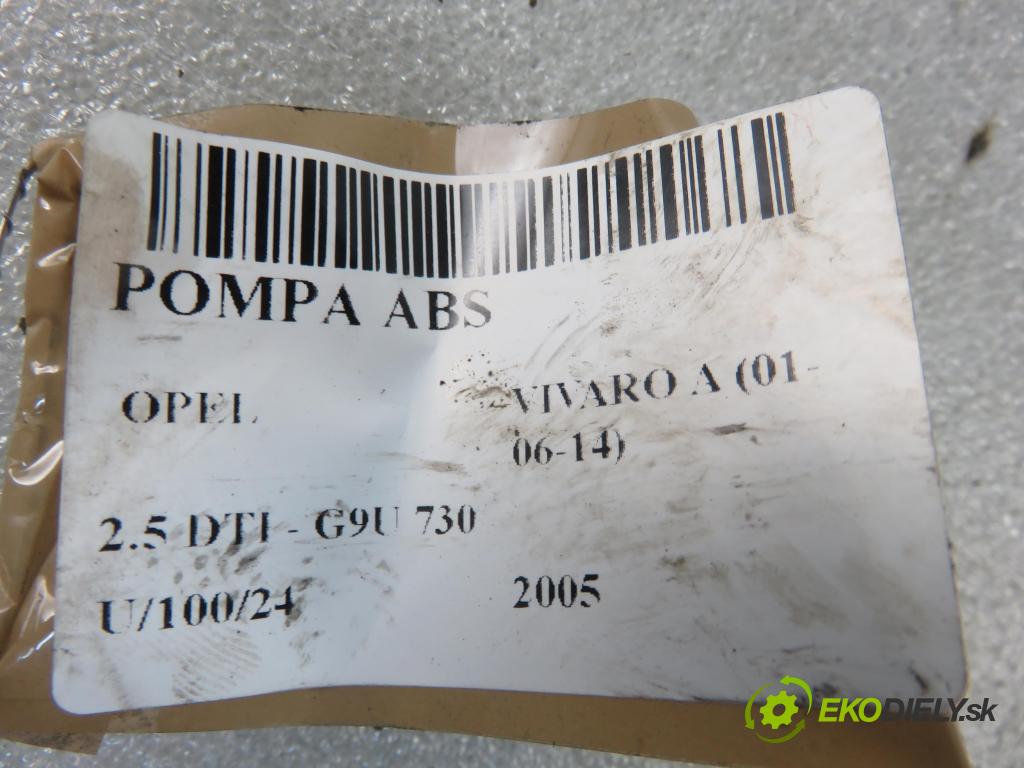 POMPA ABS
OPEL
VIVARO A (01-
06-14)
2.5 DTI - G9U 730
U/100/24
2005
EKODIELY.sk